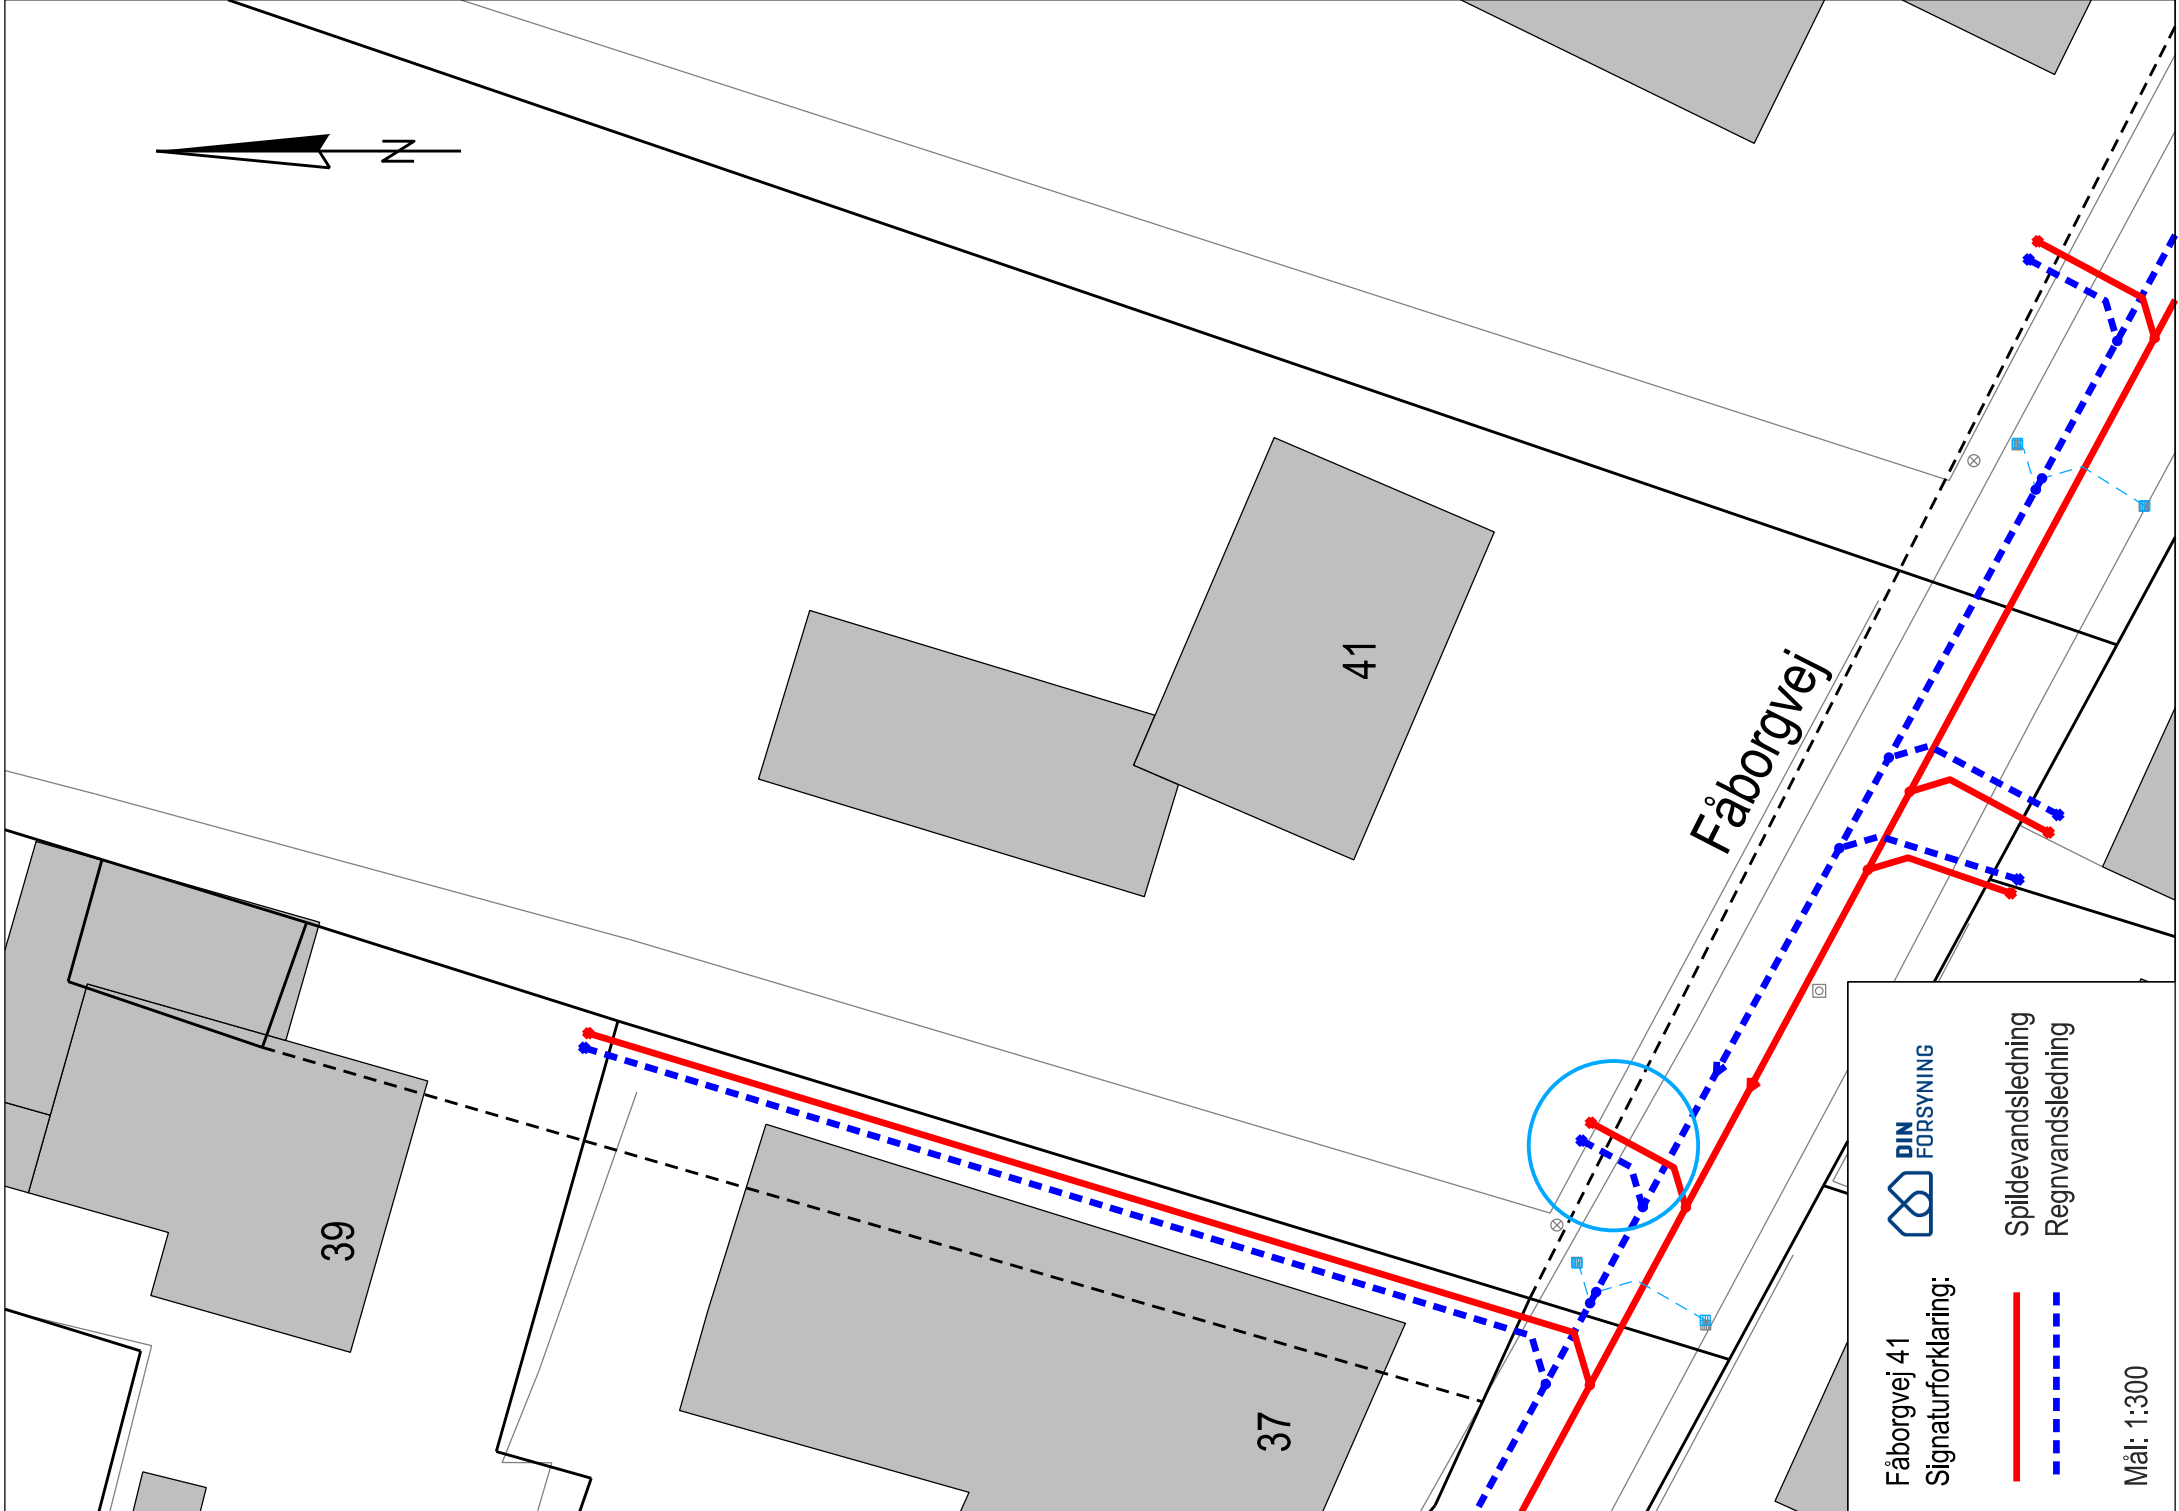 N
39
37
41
Fåborgvej
Fåborgvej 41
Signaturforklaring:
DIN
FORSYNING
Spildevandsledning
Regnvandsledning
Mål: 1:300